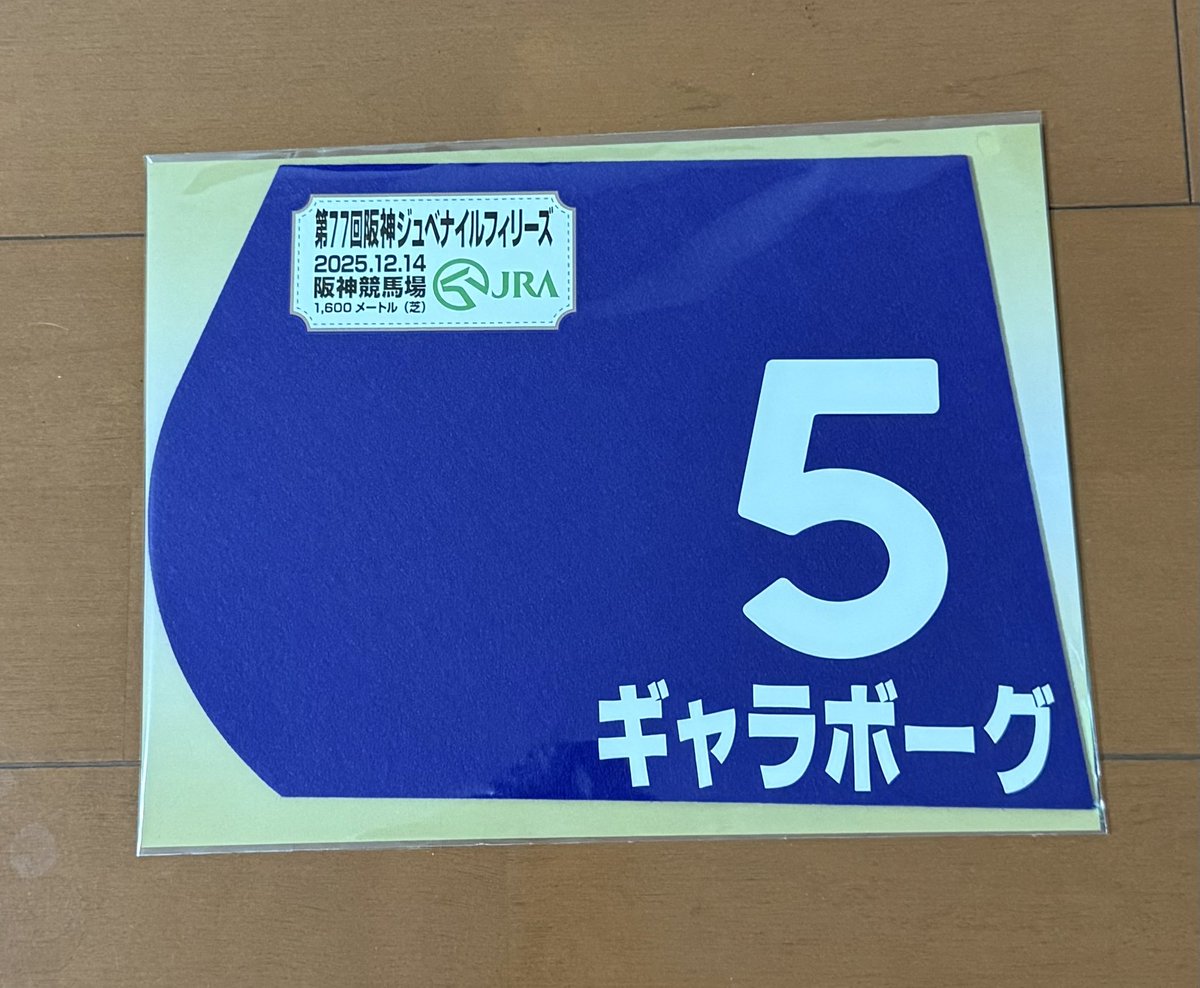 第77回阪神ジュベナイルフィリーズ
2025.12.14
阪神競馬場
1,600メートル（芝）
JRA
5
ギャラボーグ